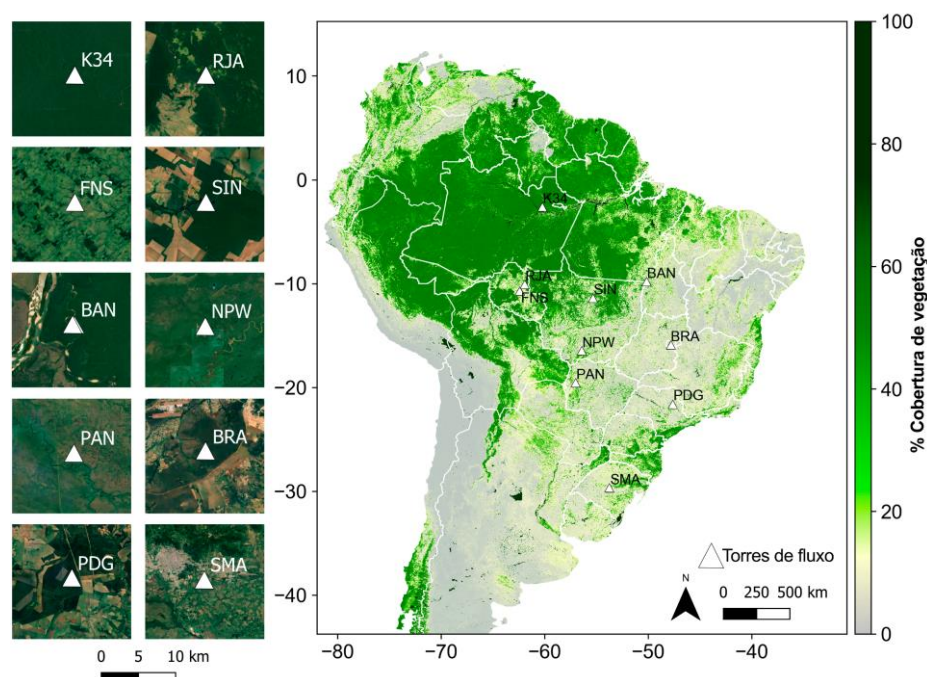 K34
RJA
FNS
SIN
BAN
NPW
PAN
BRA
PDG
SMA
0 5 10 km
10
0
−10
−20
−30
−40
−80 −70 −60 −50 −40
K34
RJA
FNS
SIN
BAN
NPW
BRA
PAN
PDG
SMA
Torres de fluxo
N
0 250 500 km
100
80
60
40
20
0
% Cobertura de vegetação